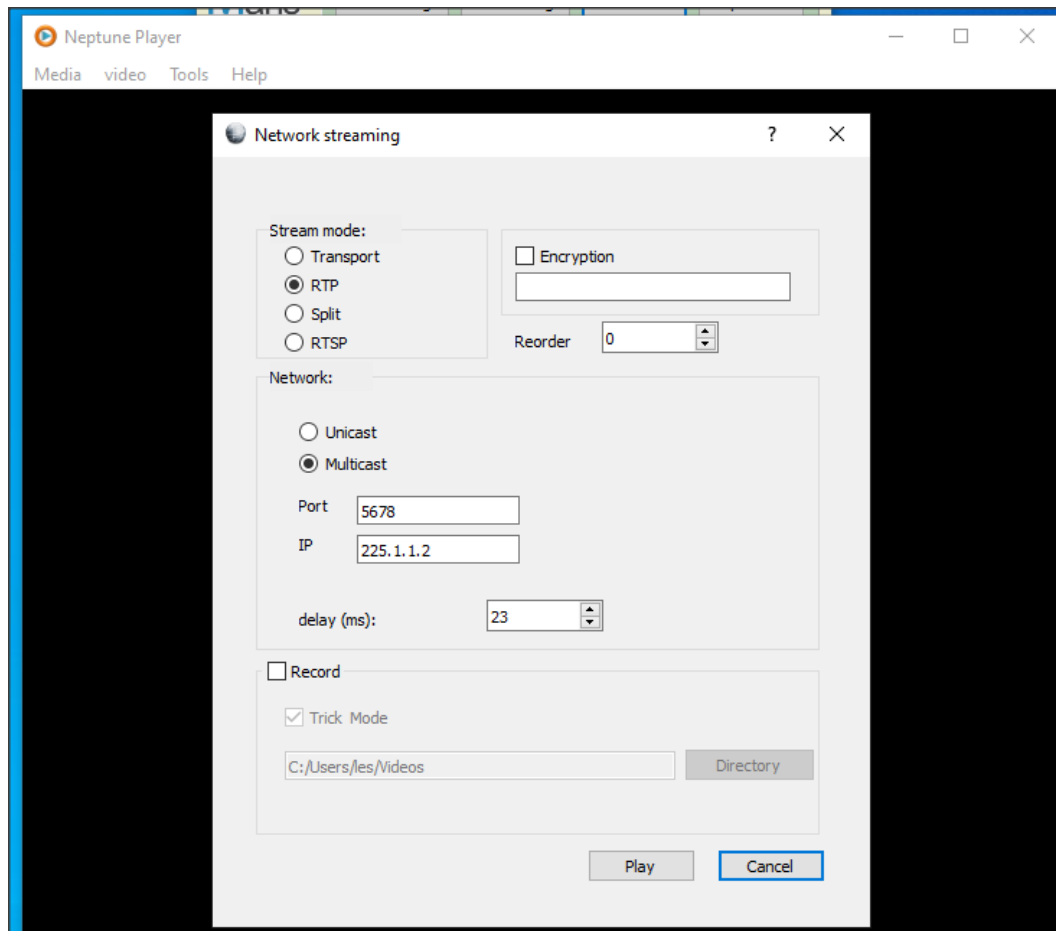 Neptune Player
Media video Tools Help
Network streaming ?
Stream mode:
Transport
RTP
Split
RTSP
Encryption
Reorder 0
Network:
Unicast
Multicast
Port 5678
IP 225.1.1.2
delay (ms): 23
Record
Trick Mode
C:/Users/les/Videos Directory
Play Cancel